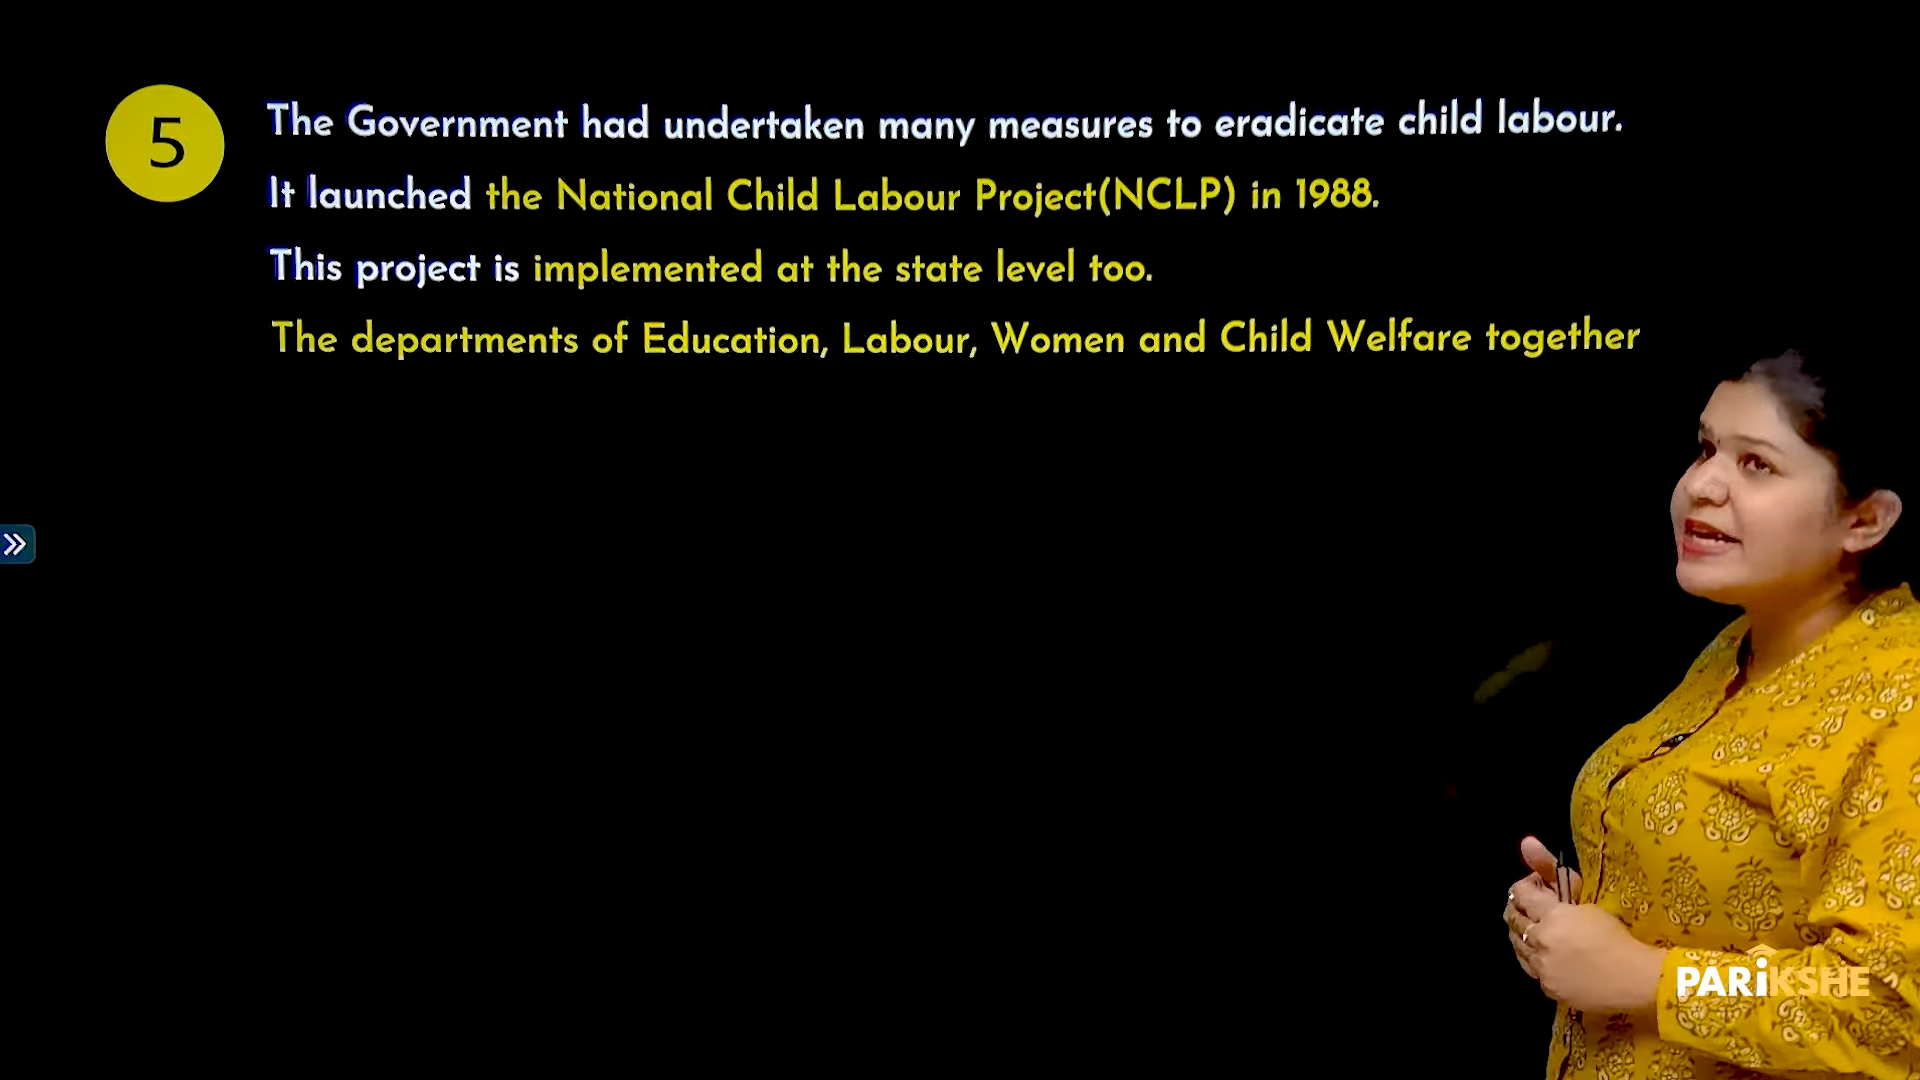 5
The Government had undertaken many measures to eradicate child labour.
It launched the National Child Labour Project(NCLP) in 1988.
This project is implemented at the state level too.
The departments of Education, Labour, Women and Child Welfare together
PARiKSHE